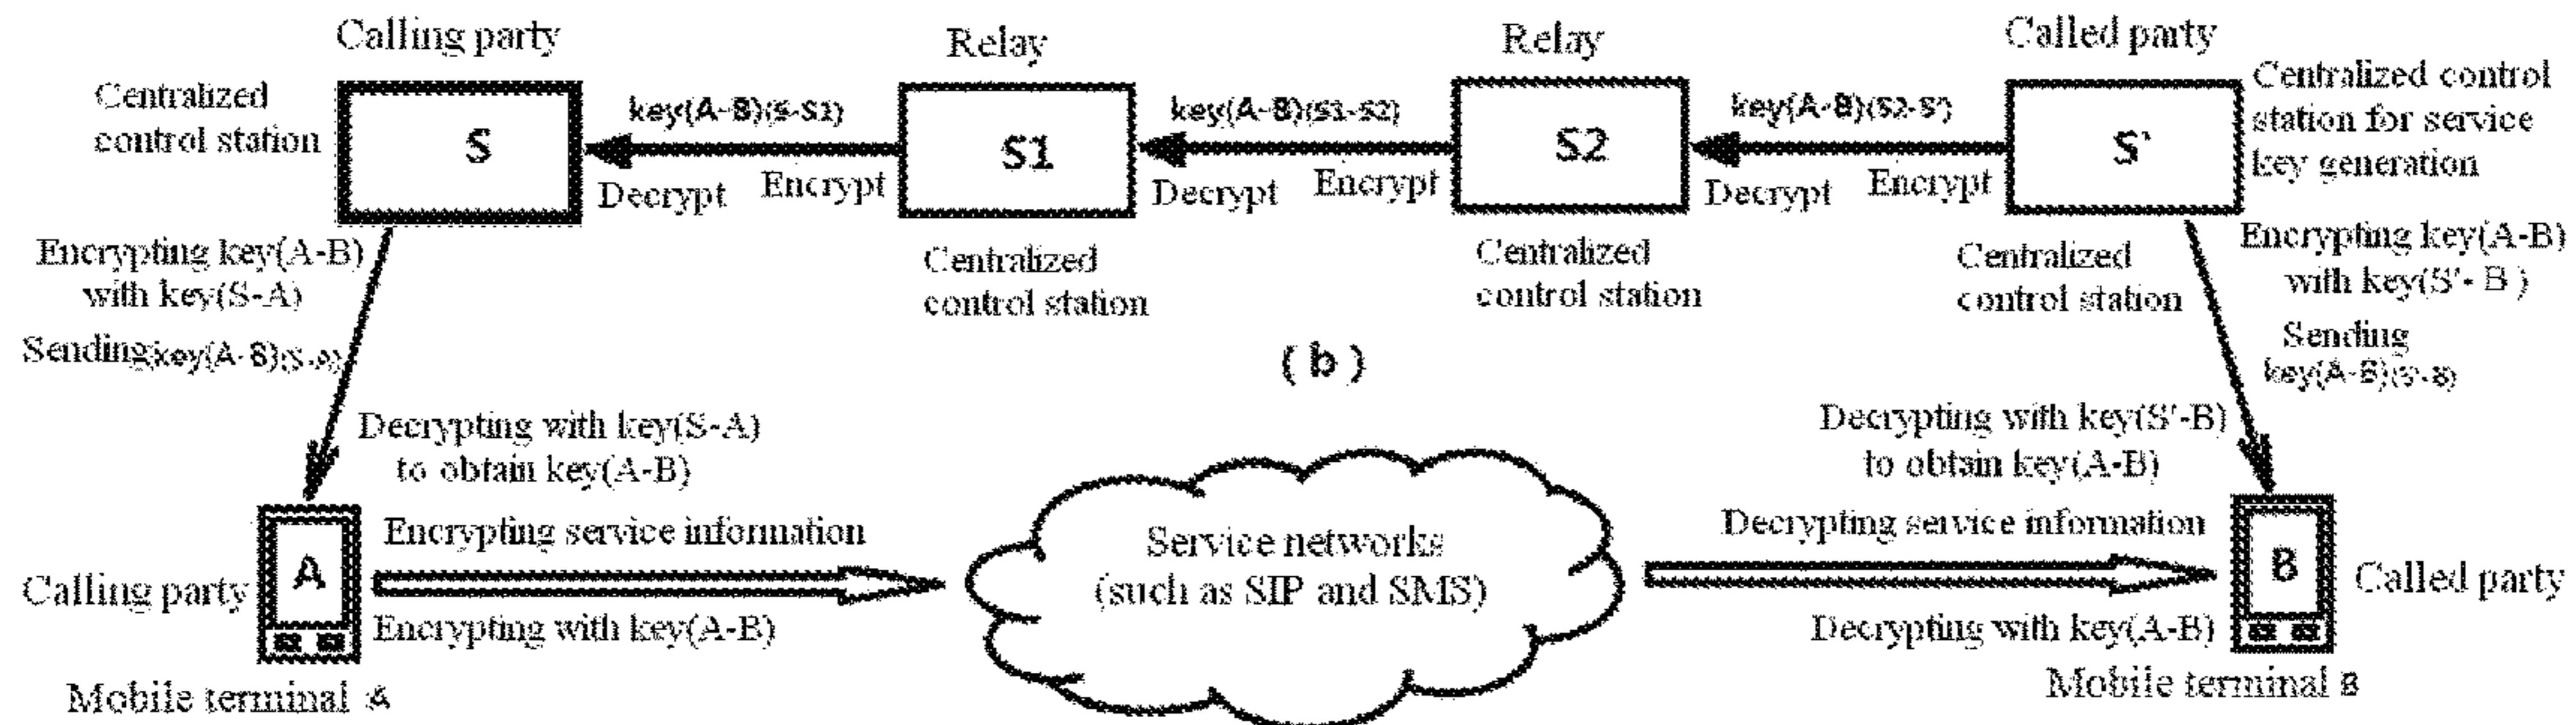 Calling party
Relay
Relay
Called party
Centralized
control station
S
key(A-B)(S-S1)
Decrypt
Encrypt
S1
key(A-B)(S1-S2)
Decrypt
Encrypt
S2
key(A-B)(S2-S')
Decrypt
Encrypt
S'
Centralized control
station for service
key generation
Encrypting key(A-B)
with key(S-A)
Sending key(A-B)(S-A)
Centralized
control station
Centralized
control station
Centralized
control station
Encrypting key(A-B)
with key(S'- B )
Sending
key(A-B)(S'-B)
( b )
Decrypting with key(S-A)
to obtain key(A-B)
Decrypting with key(S'-B)
to obtain key(A-B)
Calling party
A
Encrypting service information
Encrypting with key(A-B)
Service networks
(such as SIP and SMS)
Decrypting service information
Decrypting with key(A-B)
B
Called party
Mobile terminal A
Mobile terminal B